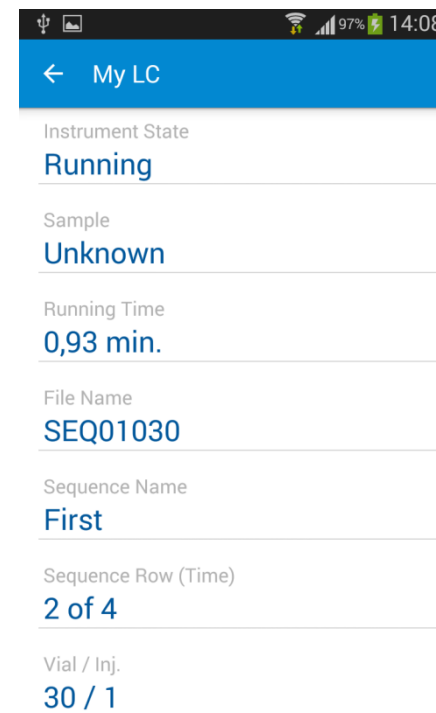 97% 14:08
My LC
Instrument State
Running
Sample
Unknown
Running Time
0,93 min.
File Name
SEQ01030
Sequence Name
First
Sequence Row (Time)
2 of 4
Vial / Inj.
30 / 1